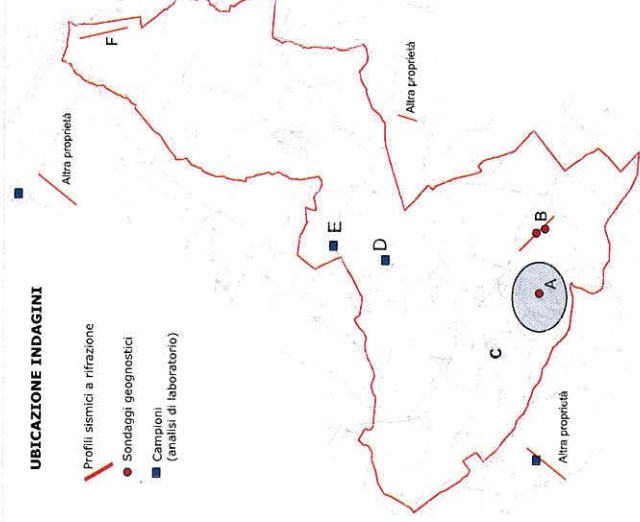 UBICAZIONE INDAGINI
Profili sismici a rifrazione
Sondaggi geognostici
Campioni
(analisi di laboratorio)
Altra proprietà
F
Altra proprietà
E
D
B
A
C
Altra proprietà